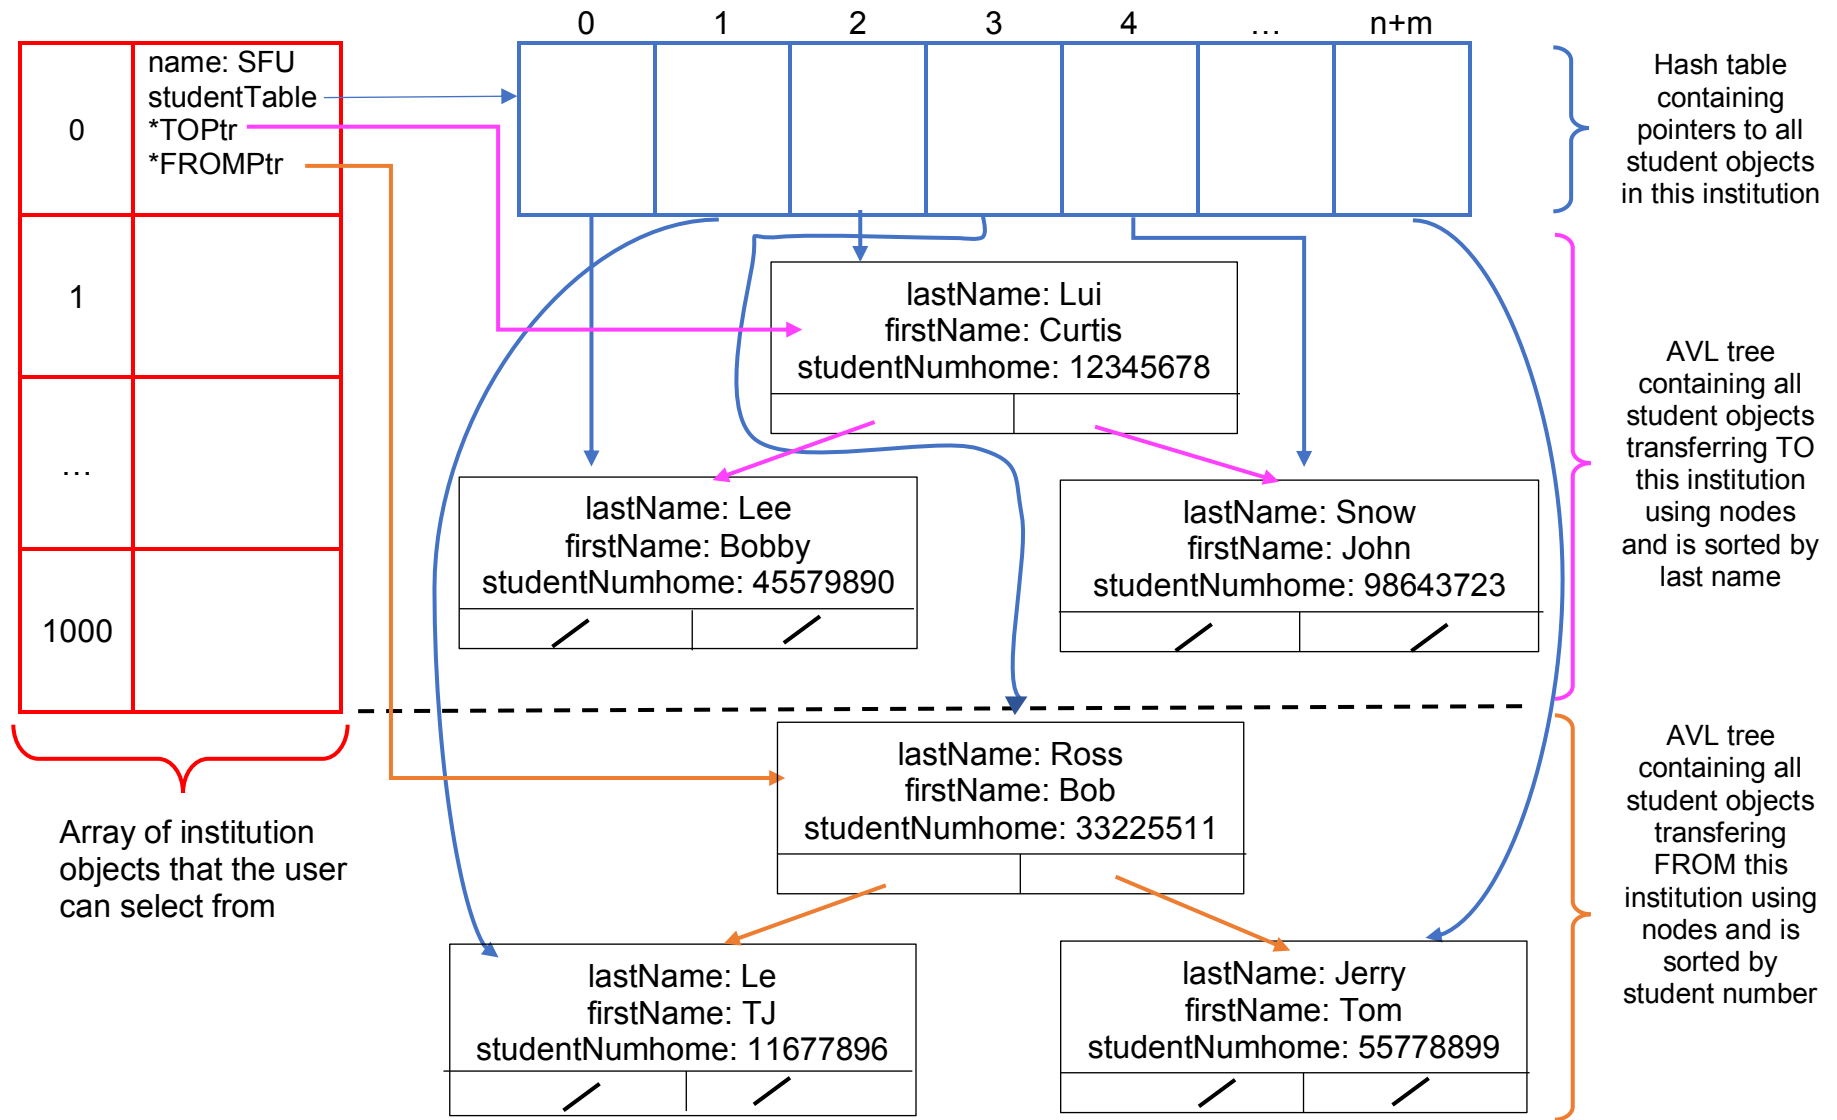 0 1 2 3 4 … n+m
name: SFU
studentTable
*TOPtr
*FROMPtr
0
1
…
1000
Array of institution
objects that the user
can select from
lastName: Lui
firstName: Curtis
studentNumhome: 12345678
lastName: Lee
firstName: Bobby
studentNumhome: 45579890
lastName: Snow
firstName: John
studentNumhome: 98643723
lastName: Ross
firstName: Bob
studentNumhome: 33225511
lastName: Le
firstName: TJ
studentNumhome: 11677896
lastName: Jerry
firstName: Tom
studentNumhome: 55778899
Hash table
containing
pointers to all
student objects
in this institution
AVL tree
containing all
student objects
transferring TO
this institution
using nodes
and is sorted by
last name
AVL tree
containing all
student objects
transfering
FROM this
institution using
nodes and is
sorted by
student number